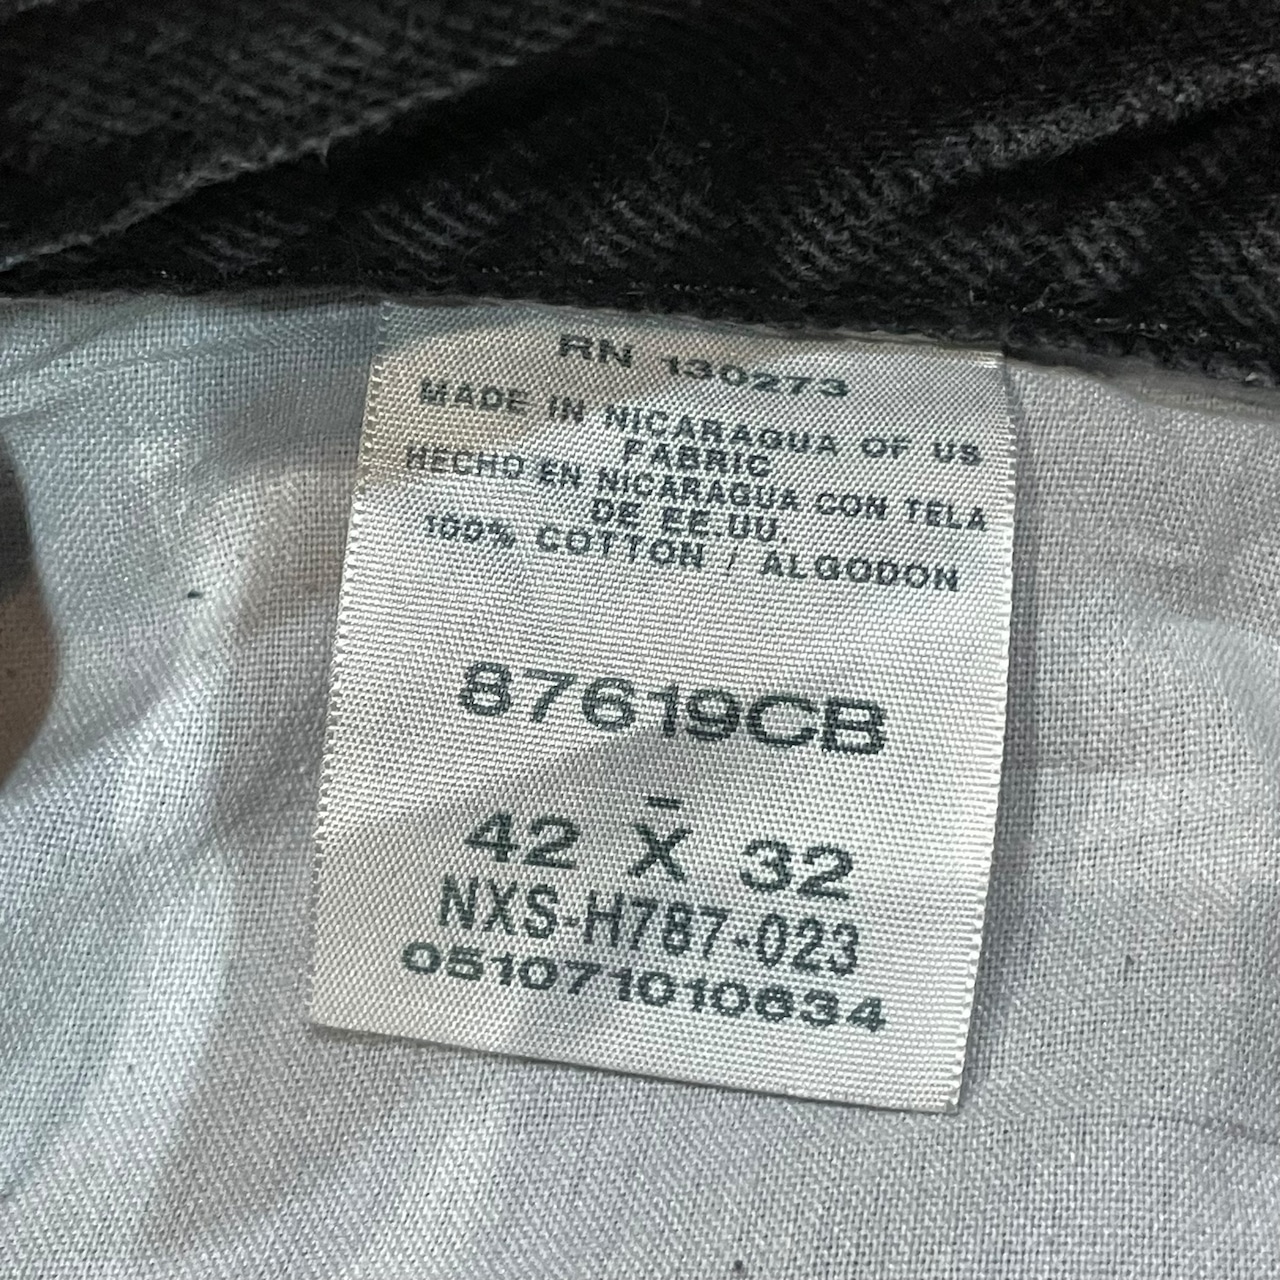 RN 130273
MADE IN NICARAGUA OF US
FABRIC
HECHO EN NICARAGUA CON TELA
DE EE.UU.
100% COTTON / ALGODON
87619CB
42 X̄ 32
NXS-H787-023
051071010634